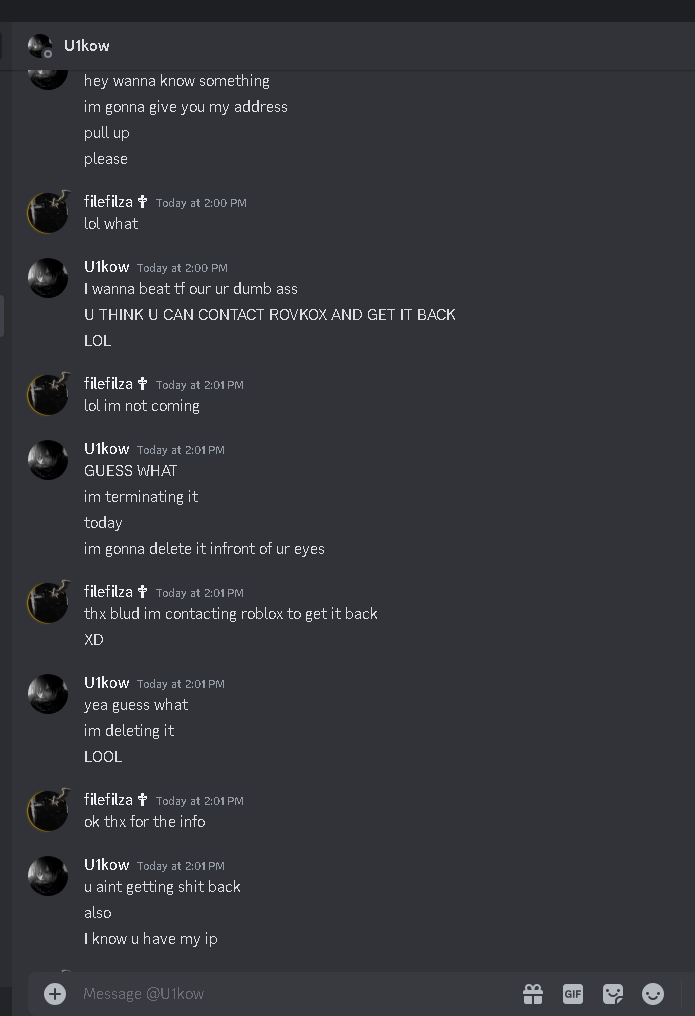 U1kow
hey wanna know something
im gonna give you my address
pull up
please
filefilza ✝ Today at 2:00 PM
lol what
U1kow Today at 2:00 PM
I wanna beat tf our ur dumb ass
U THINK U CAN CONTACT ROVKOX AND GET IT BACK
LOL
filefilza ✝ Today at 2:01 PM
lol im not coming
U1kow Today at 2:01 PM
GUESS WHAT
im terminating it
today
im gonna delete it infront of ur eyes
filefilza ✝ Today at 2:01 PM
thx blud im contacting roblox to get it back
XD
U1kow Today at 2:01 PM
yea guess what
im deleting it
LOOL
filefilza ✝ Today at 2:01 PM
ok thx for the info
U1kow Today at 2:01 PM
u aint getting shit back
also
I know u have my ip
Message @U1kow
GIF